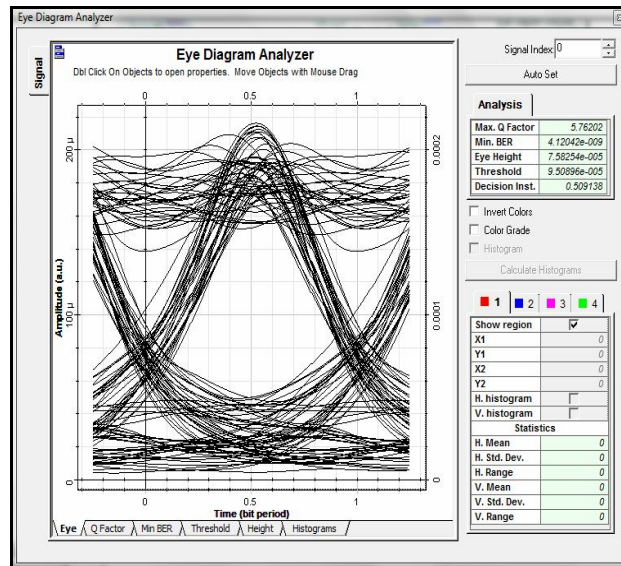 Eye Diagram Analyzer
Signal
Eye Diagram Analyzer
Dbl Click On Objects to open properties. Move Objects with Mouse Drag
0 0.5 1
200 µ
100 µ
0
Amplitude (a.u.)
0.0002
0.0001
0
0 0.5 1
Time (bit period)
Eye Q Factor Min BER Threshold Height Histograms
Signal Index: 0
Auto Set
Analysis
Max. Q Factor 5.76202
Min. BER 4.12042e-009
Eye Height 7.58254e-005
Threshold 9.50896e-005
Decision Inst. 0.509138
Invert Colors
Color Grade
Histogram
Calculate Histograms
1 2 3 4
Show region
X1 0
Y1 0
X2 0
Y2 0
H. histogram
V. histogram
Statistics
H. Mean 0
H. Std. Dev. 0
H. Range 0
V. Mean 0
V. Std. Dev. 0
V. Range 0